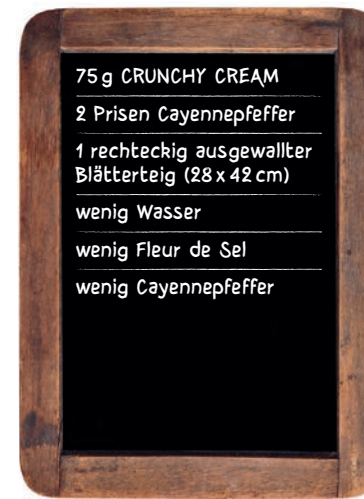 75 g CRUNCHY CREAM
2 Prisen Cayennepfeffer
1 rechteckig ausgewallter
Blätterteig (28 x 42 cm)
wenig Wasser
wenig Fleur de Sel
wenig Cayennepfeffer